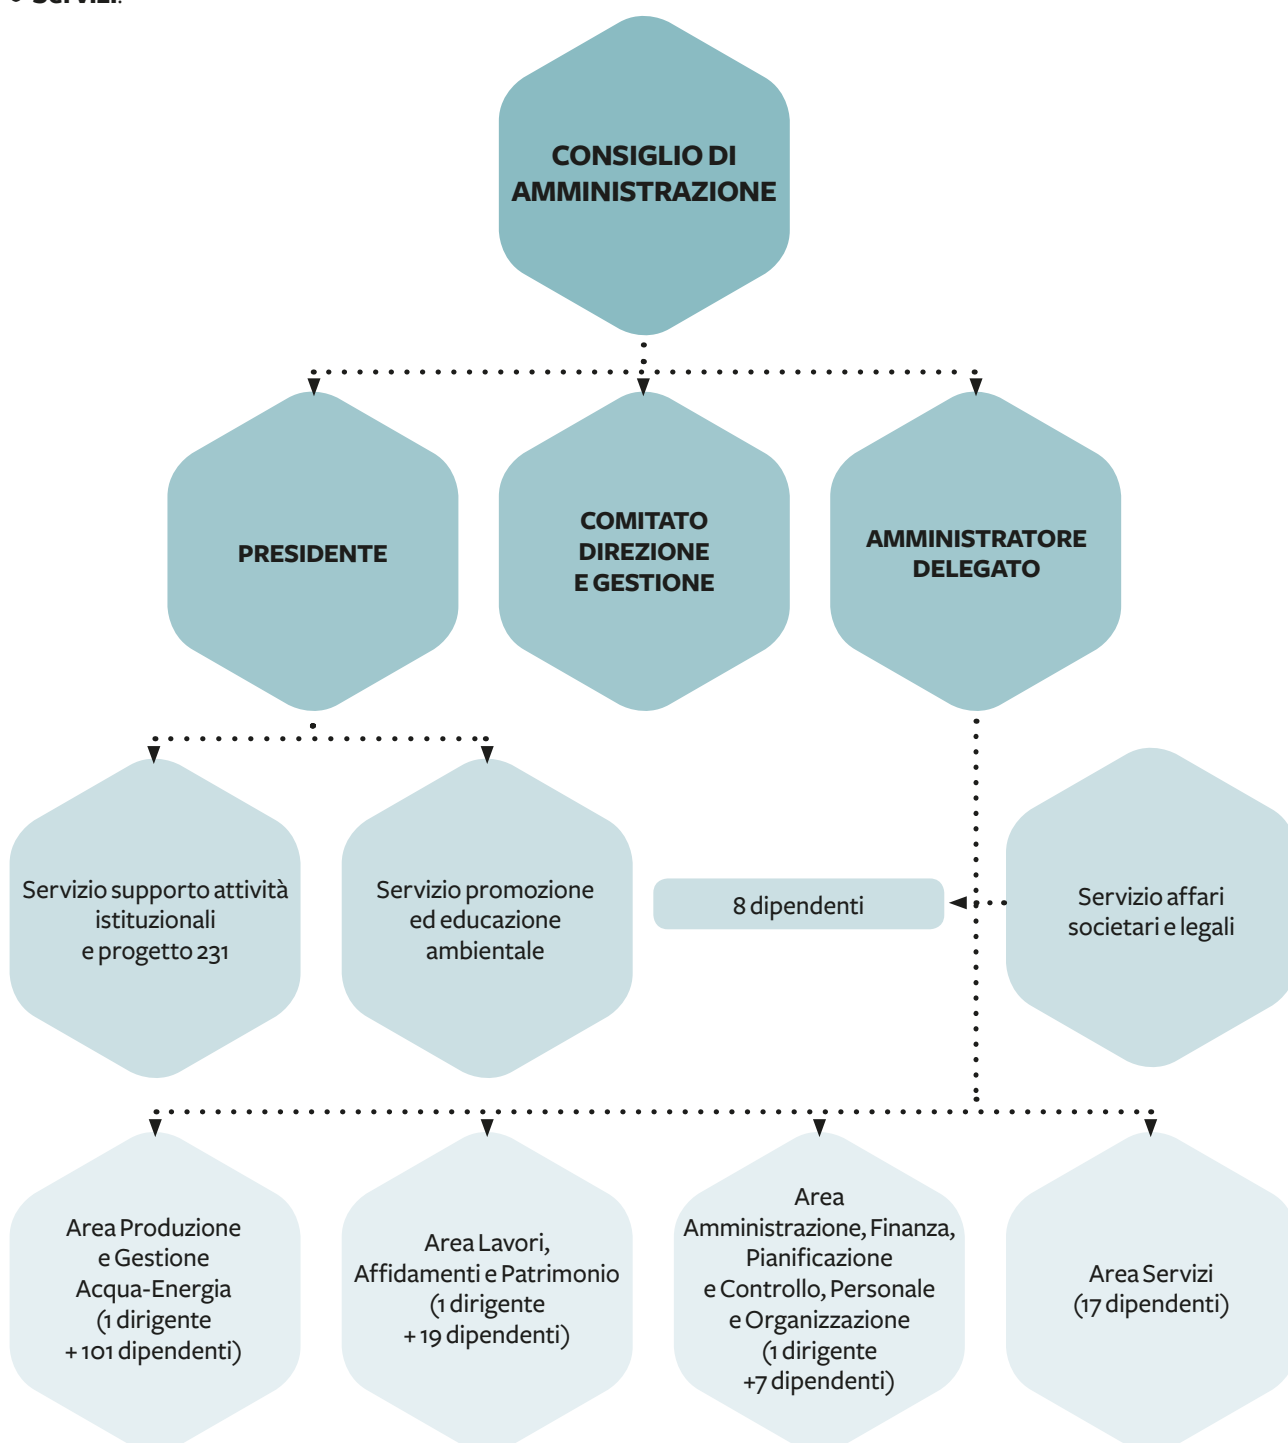 • Servizi.
CONSIGLIO DI
AMMINISTRAZIONE
PRESIDENTE
COMITATO
DIREZIONE
E GESTIONE
AMMINISTRATORE
DELEGATO
Servizio supporto attività
istituzionali
e progetto 231
Servizio promozione
ed educazione
ambientale
8 dipendenti
Servizio affari
societari e legali
Area Produzione
e Gestione
Acqua-Energia
(1 dirigente
+ 101 dipendenti)
Area Lavori,
Affidamenti e Patrimonio
(1 dirigente
+ 19 dipendenti)
Area
Amministrazione, Finanza,
Pianificazione
e Controllo, Personale
e Organizzazione
(1 dirigente
+7 dipendenti)
Area Servizi
(17 dipendenti)